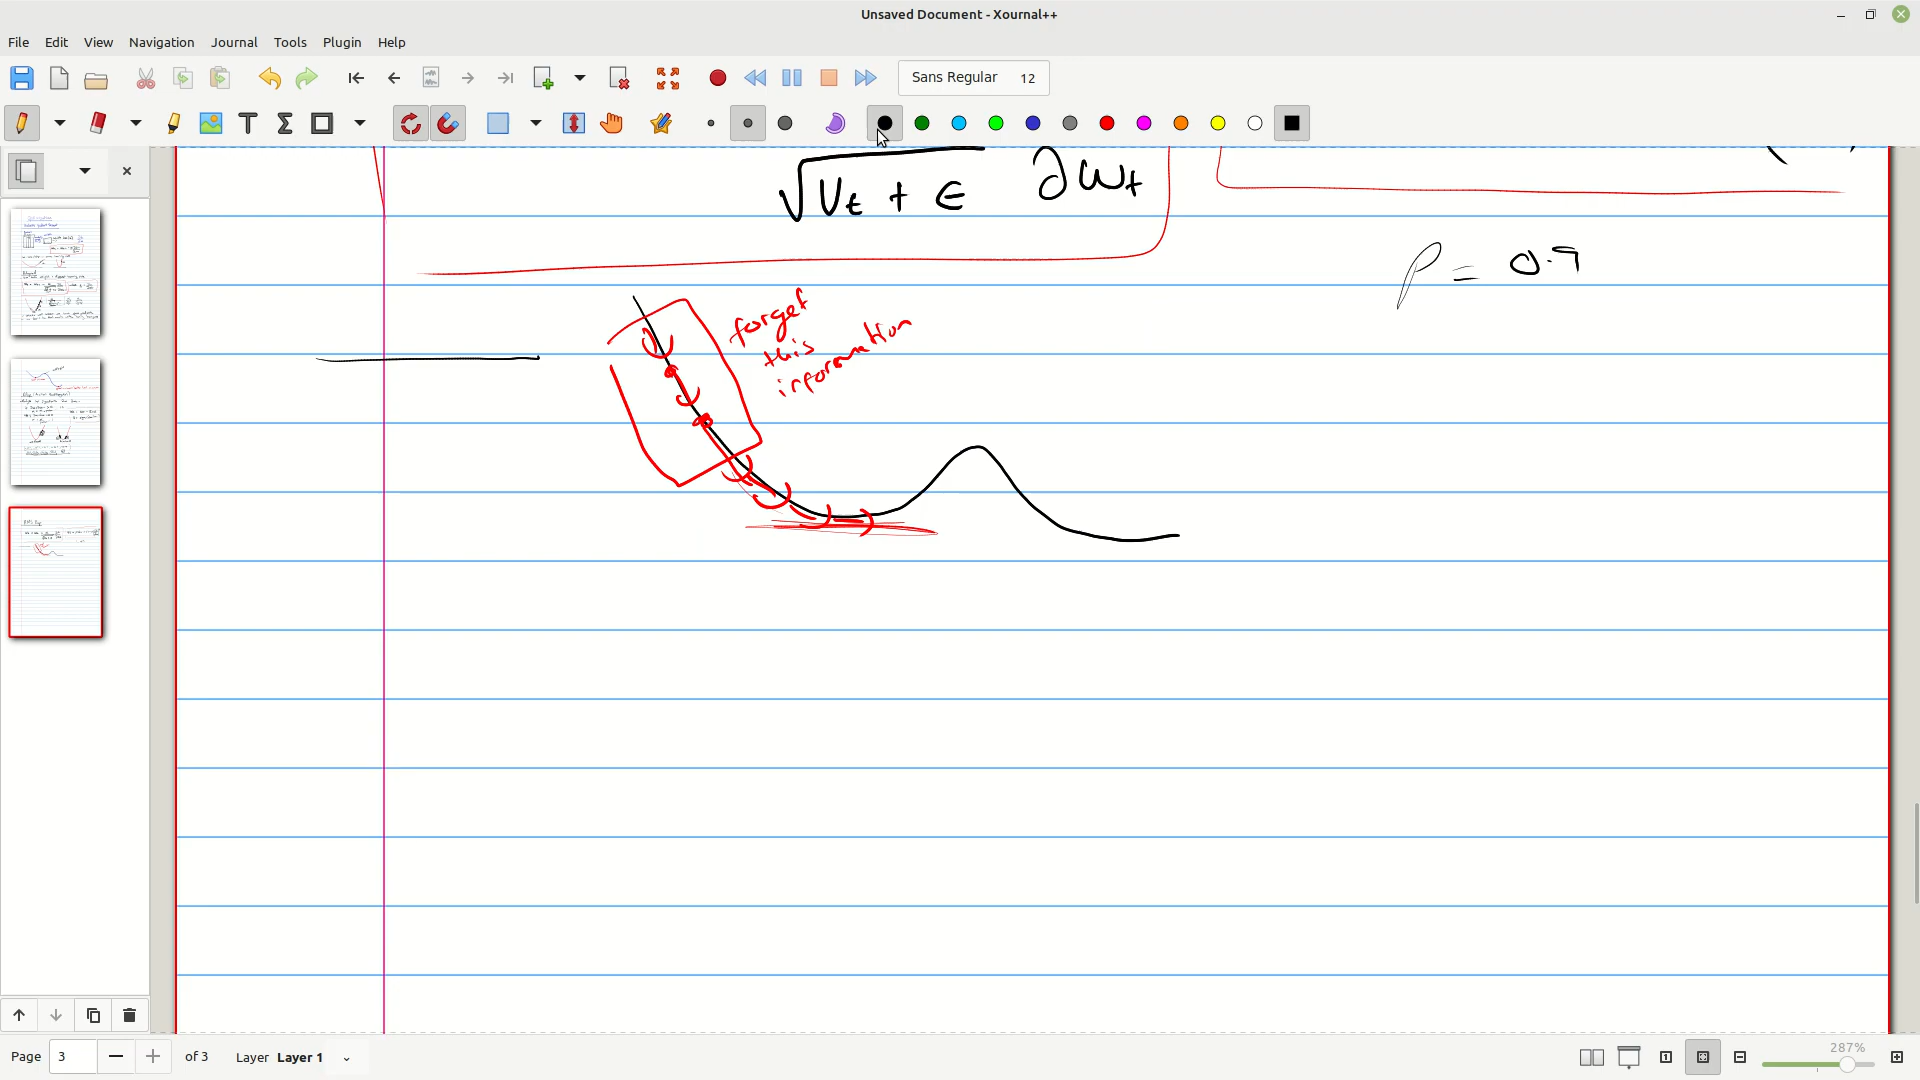 Unsaved Document - Xournal++
File Edit View Navigation Journal Tools Plugin Help
Sans Regular 12
√Vt + ϵ ∂Wt
ρ = 0.9
forget
this
information
Page 3 of 3 Layer Layer 1
287%